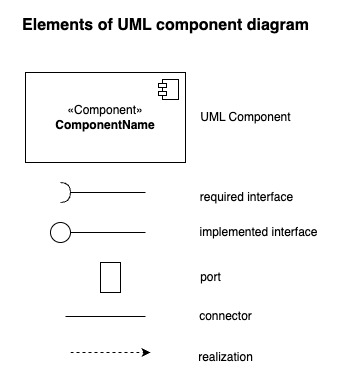 Elements of UML component diagram
«Component»
ComponentName
UML Component
required interface
implemented interface
port
connector
realization